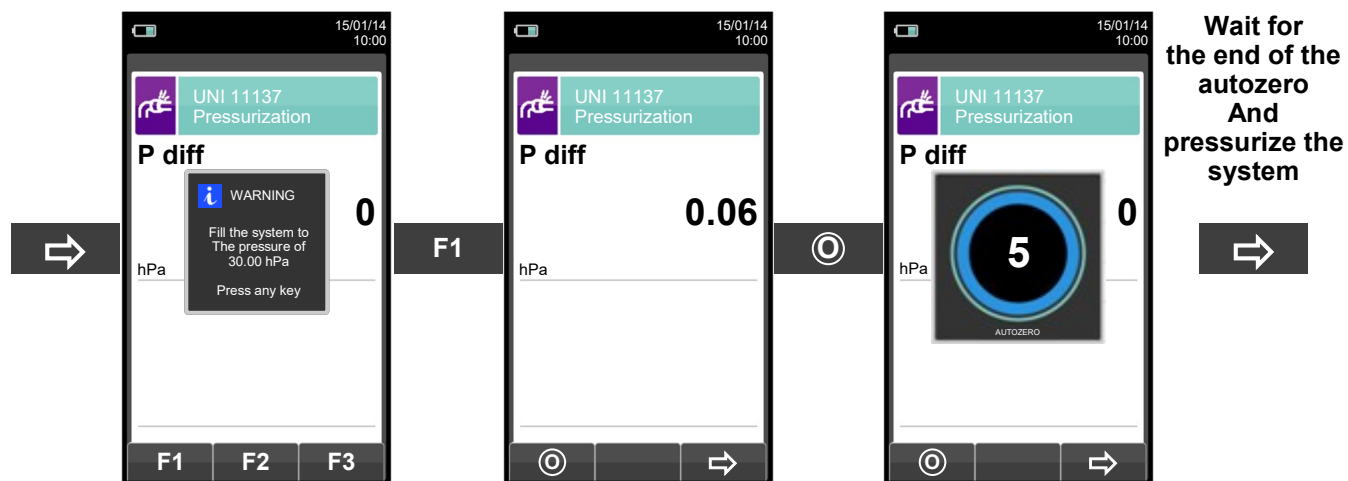 15/01/14
10:00
UNI 11137
Pressurization
P diff
i WARNING
0
Fill the system to
The pressure of
30.00 hPa
Press any key
hPa
F1 F2 F3
F1
15/01/14
10:00
UNI 11137
Pressurization
P diff
0.06
hPa
15/01/14
10:00
UNI 11137
Pressurization
P diff
0
5
hPa
AUTOZERO
Wait for
the end of the
autozero
And
pressurize the
system